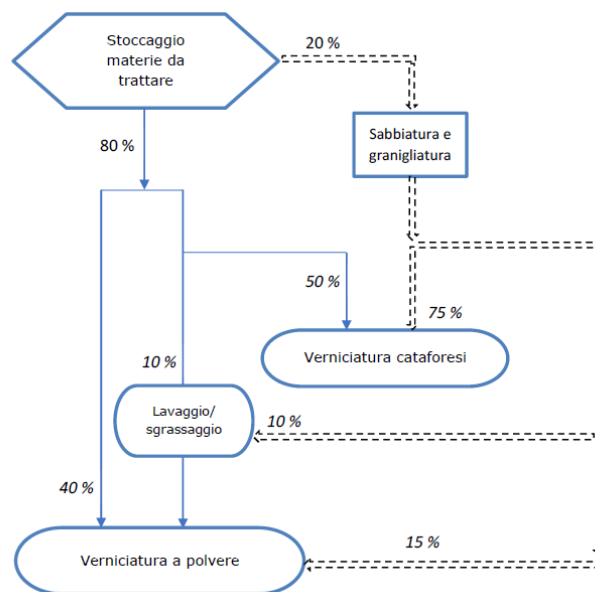 Stoccaggio
materie da
trattare
20 %
80 %
Sabbiatura e
granigliatura
50 %
75 %
Verniciatura cataforesi
10 %
Lavaggio/
sgrassaggio
10 %
40 %
15 %
Verniciatura a polvere